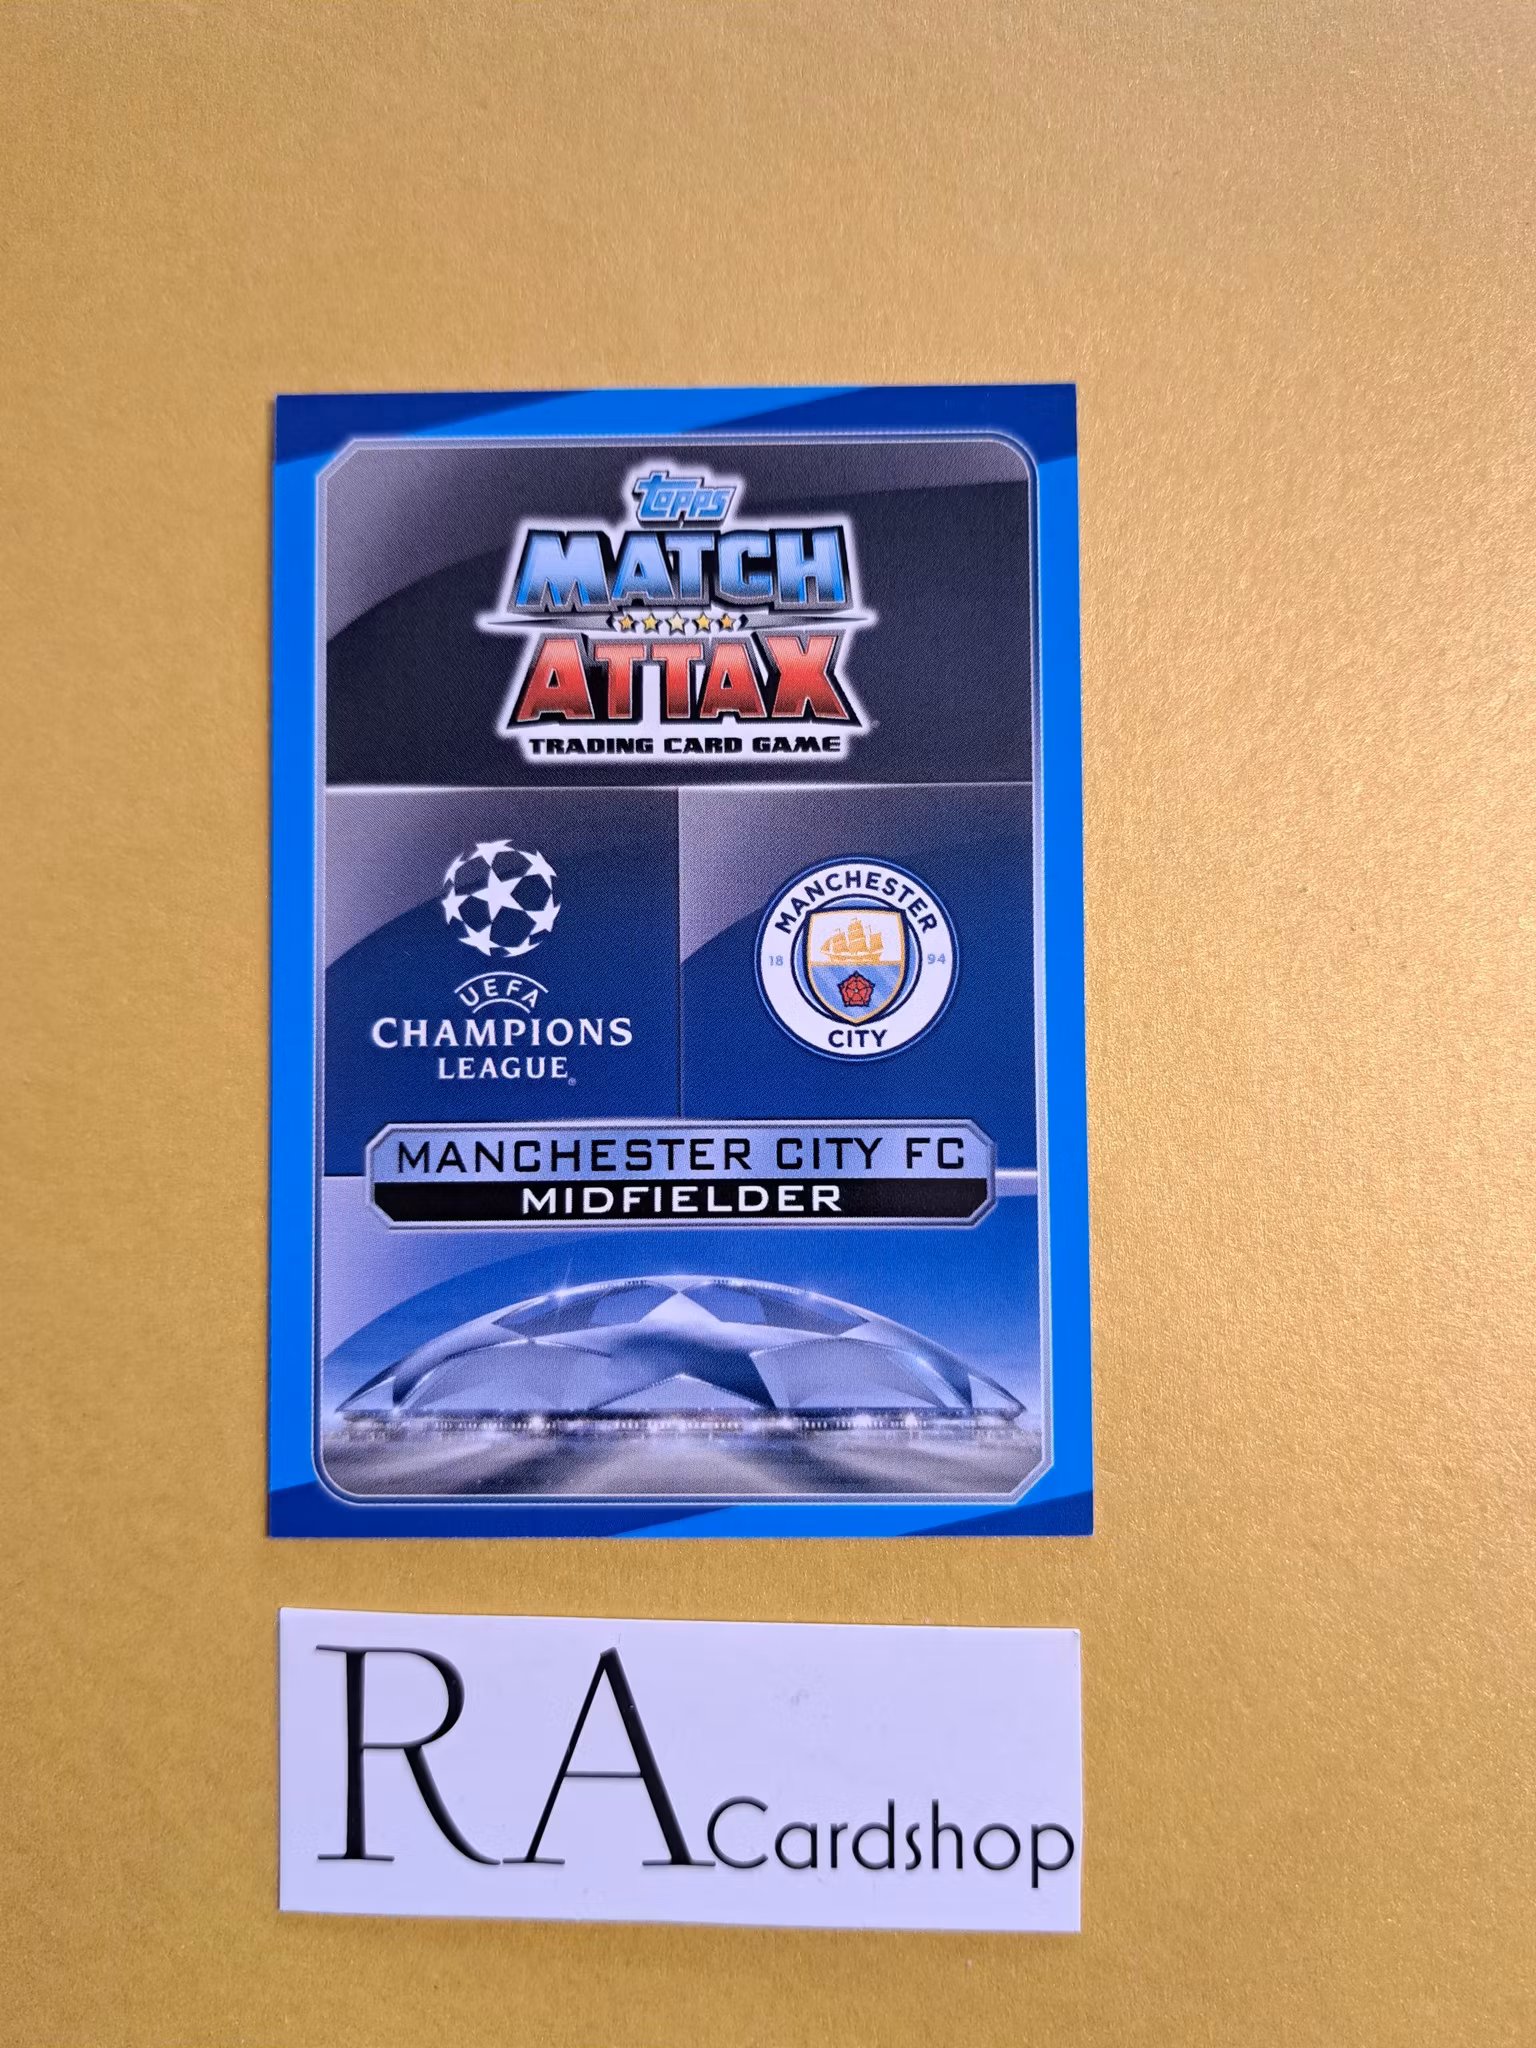 topps
MATCH
ATTAX
TRADING CARD GAME
UEFA
CHAMPIONS
LEAGUE®
MANCHESTER
18 94
CITY
MANCHESTER CITY FC
MIDFIELDER
RA Cardshop